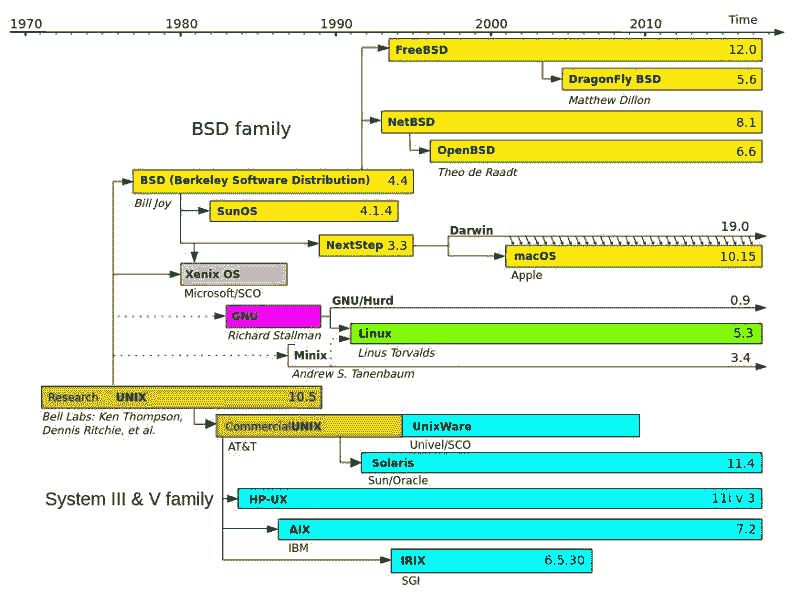 1970 1980 1990 2000 2010 Time
FreeBSD 12.0
DragonFly BSD 5.6
Matthew Dillon
BSD family
NetBSD 8.1
OpenBSD 6.6
Theo de Raadt
BSD (Berkeley Software Distribution) 4.4
Bill Joy
SunOS 4.1.4
Darwin 19.0
NextStep 3.3
macOS 10.15
Apple
Xenix OS
Microsoft/SCO
GNU/Hurd 0.9
GNU
Richard Stallman
Linux 5.3
Linus Torvalds
Minix 3.4
Andrew S. Tanenbaum
Research UNIX 10.5
Bell Labs: Ken Thompson,
Dennis Ritchie, et al.
Commercial UNIX
AT&T
UnixWare
Univel/SCO
Solaris 11.4
Sun/Oracle
System III & V family
HP-UX 11i v 3
AIX 7.2
IBM
IRIX 6.5.30
SGI